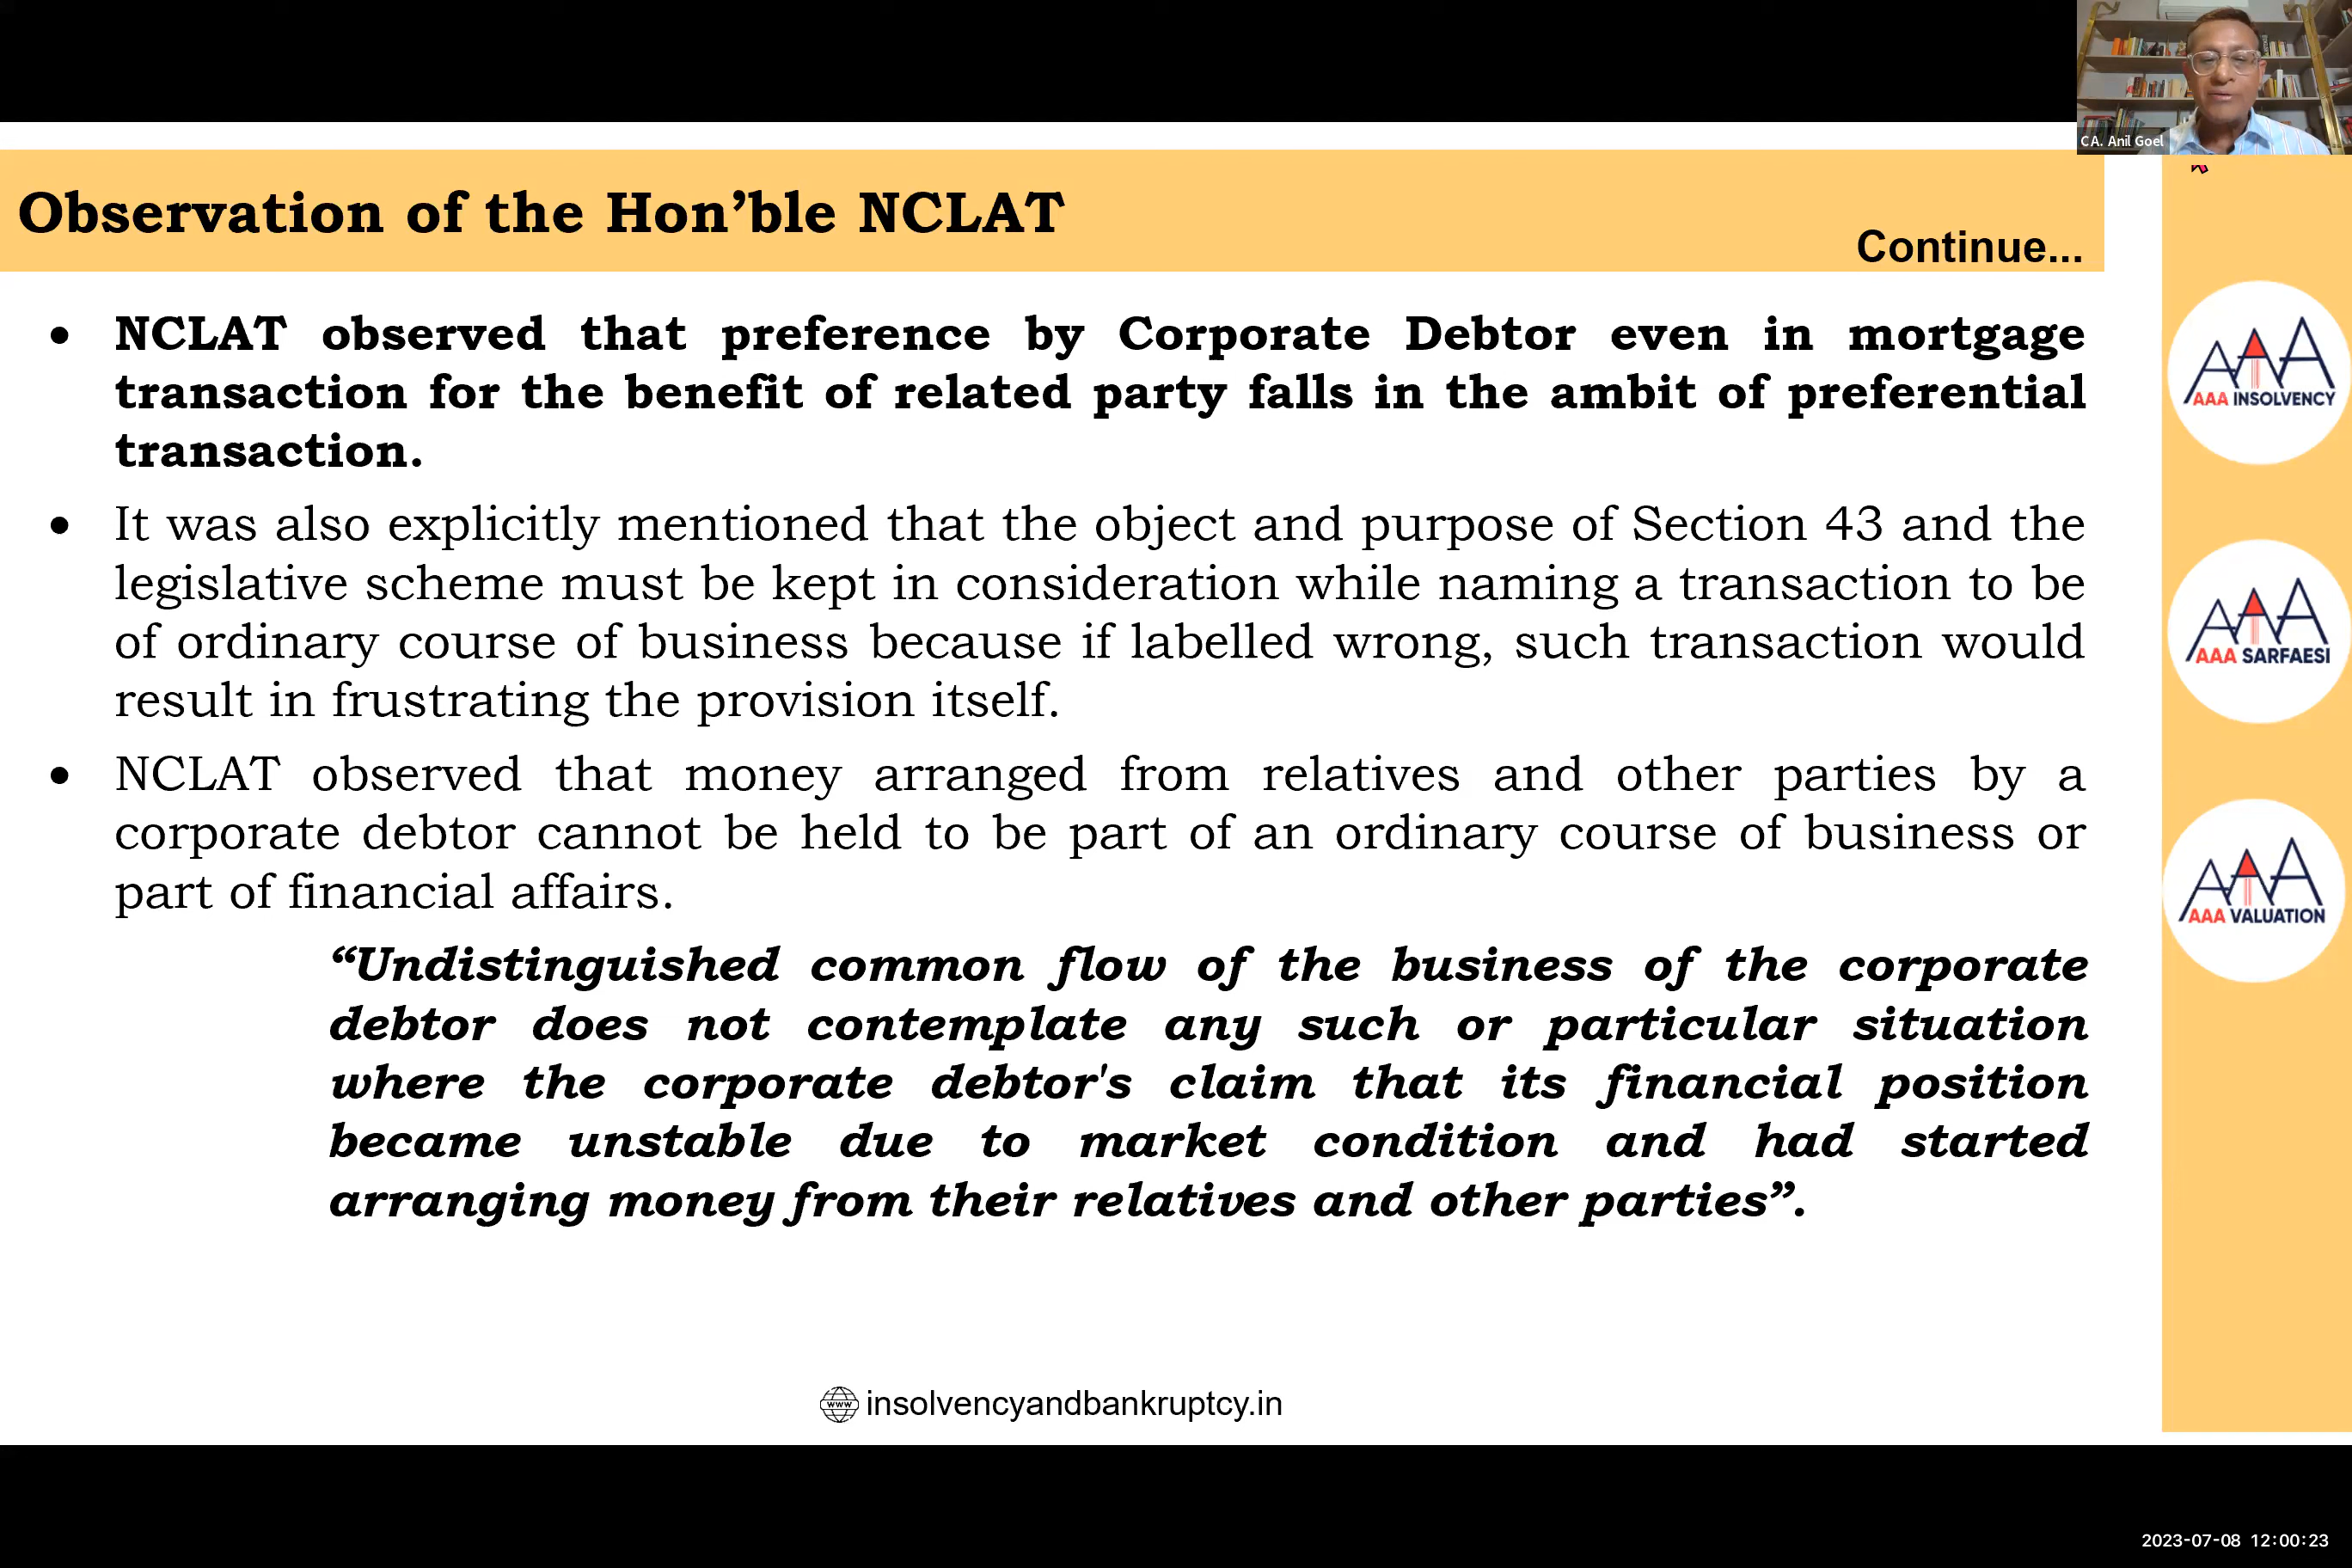 CA. Anil Goel
Observation of the Hon’ble NCLAT
Continue...
• NCLAT observed that preference by Corporate Debtor even in mortgage
transaction for the benefit of related party falls in the ambit of preferential
transaction.
• It was also explicitly mentioned that the object and purpose of Section 43 and the
legislative scheme must be kept in consideration while naming a transaction to be
of ordinary course of business because if labelled wrong, such transaction would
result in frustrating the provision itself.
• NCLAT observed that money arranged from relatives and other parties by a
corporate debtor cannot be held to be part of an ordinary course of business or
part of financial affairs.
“Undistinguished common flow of the business of the corporate
debtor does not contemplate any such or particular situation
where the corporate debtor's claim that its financial position
became unstable due to market condition and had started
arranging money from their relatives and other parties”.
AAA
AAA INSOLVENCY
AAA
AAA SARFAESI
AAA
AAA VALUATION
www
insolvencyandbankruptcy.in
2023-07-08 12:00:23